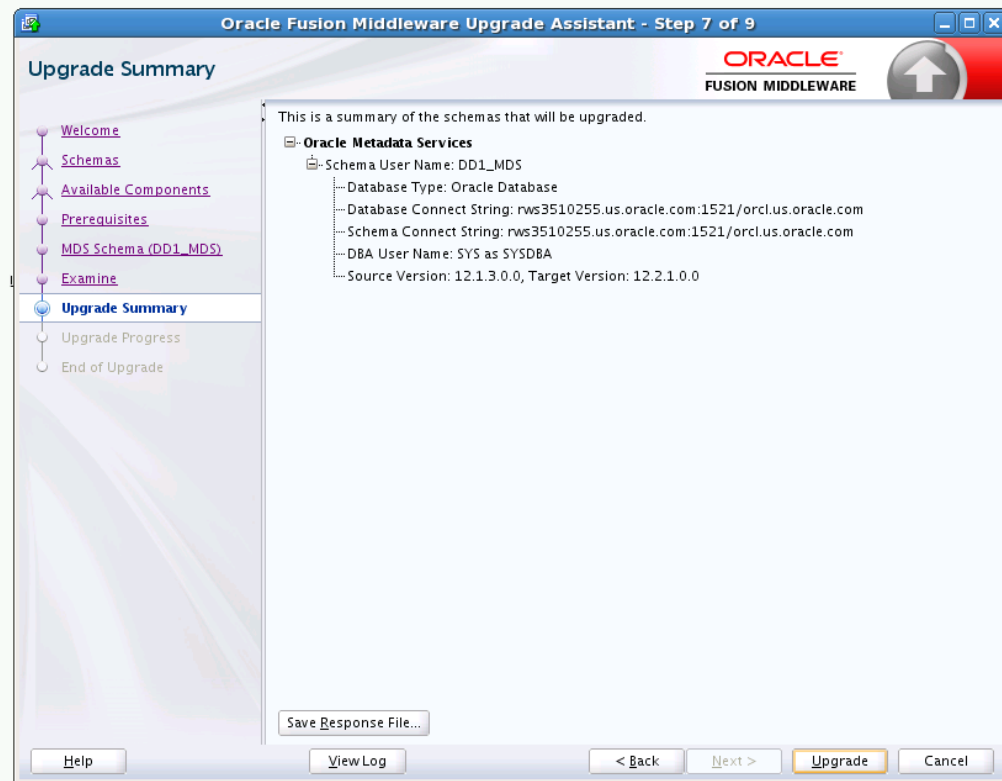 Oracle Fusion Middleware Upgrade Assistant - Step 7 of 9
Upgrade Summary
ORACLE
FUSION MIDDLEWARE
Welcome
Schemas
Available Components
Prerequisites
MDS Schema (DD1_MDS)
Examine
Upgrade Summary
Upgrade Progress
End of Upgrade
This is a summary of the schemas that will be upgraded.
Oracle Metadata Services
Schema User Name: DD1_MDS
Database Type: Oracle Database
Database Connect String: rws3510255.us.oracle.com:1521/orcl.us.oracle.com
Schema Connect String: rws3510255.us.oracle.com:1521/orcl.us.oracle.com
DBA User Name: SYS as SYSDBA
Source Version: 12.1.3.0.0, Target Version: 12.2.1.0.0
Save Response File...
Help
View Log
< Back
Next >
Upgrade
Cancel